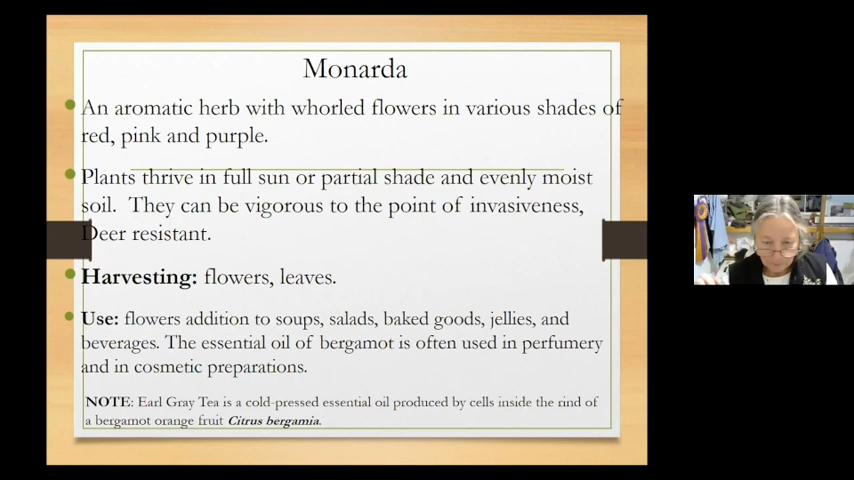 Monarda
An aromatic herb with whorled flowers in various shades of
red, pink and purple.
Plants thrive in full sun or partial shade and evenly moist
soil. They can be vigorous to the point of invasiveness,
Deer resistant.
Harvesting: flowers, leaves.
Use: flowers addition to soups, salads, baked goods, jellies, and
beverages. The essential oil of bergamot is often used in perfumery
and in cosmetic preparations.
NOTE: Earl Gray Tea is a cold-pressed essential oil produced by cells inside the rind of
a bergamot orange fruit Citrus bergamia.